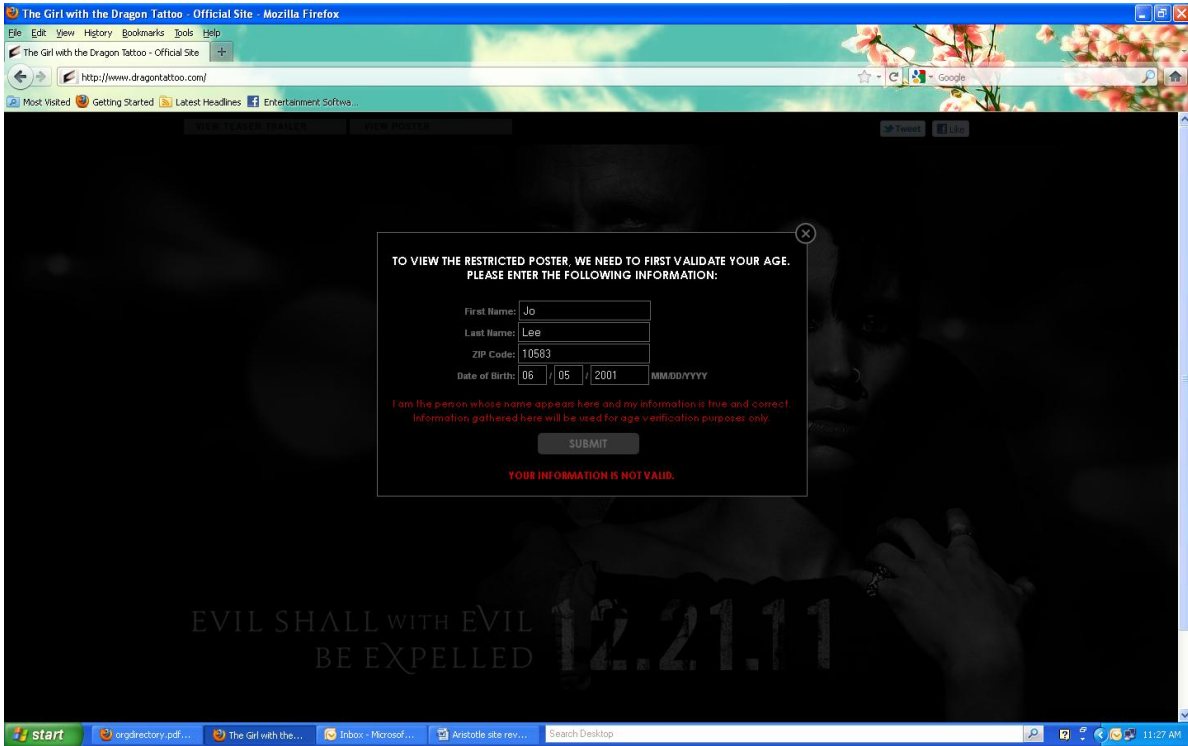 The Girl with the Dragon Tattoo - Official Site - Mozilla Firefox
File Edit View History Bookmarks Tools Help
The Girl with the Dragon Tattoo - Official Site +
http://www.dragontattoo.com/ Google
Most Visited Getting Started Latest Headlines Entertainment Softwa...
VIEW TEASER TRAILER VIEW POSTER Tweet Like
TO VIEW THE RESTRICTED POSTER, WE NEED TO FIRST VALIDATE YOUR AGE.
PLEASE ENTER THE FOLLOWING INFORMATION:
First Name: Jo
Last Name: Lee
ZIP Code: 10583
Date of Birth: 06 / 05 / 2001 MM/DD/YYYY
I am the person whose name appears here and my information is true and correct.
Information gathered here will be used for age verification purposes only.
SUBMIT
YOUR INFORMATION IS NOT VALID.
EVIL SHALL WITH EVIL
BE EXPELLED
12.21.11
start orgdirectory.pdf... The Girl with the... Inbox - Microsof... Aristotle site rev... Search Desktop 11:27 AM